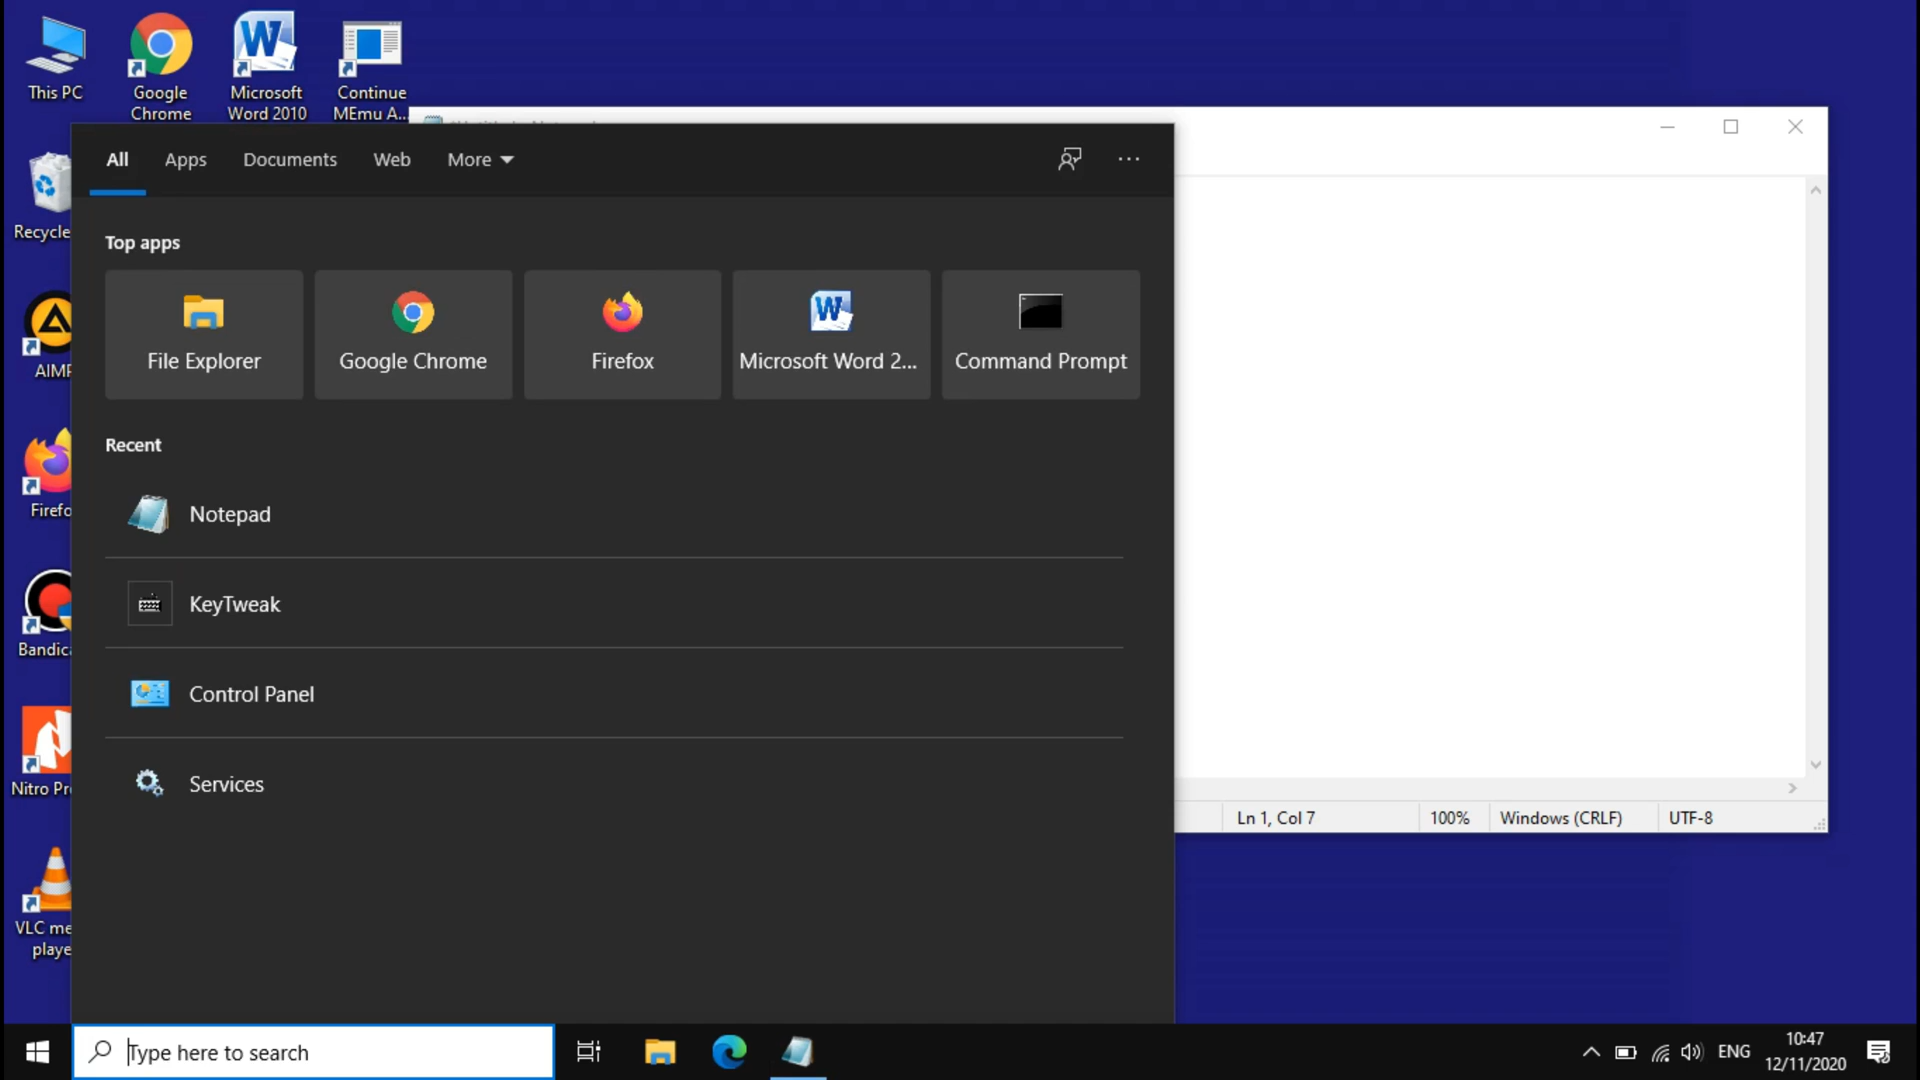 This PC
Google
Chrome
Microsoft
Word 2010
Continue
MEmu A...
Recycle
AIMP
Firefo
Bandica
Nitro Pro
VLC me
playe
All
Apps
Documents
Web
More
Top apps
File Explorer
Google Chrome
Firefox
Microsoft Word 2...
Command Prompt
Recent
Notepad
KeyTweak
Control Panel
Services
Ln 1, Col 7
100%
Windows (CRLF)
UTF-8
Type here to search
ENG
10:47
12/11/2020